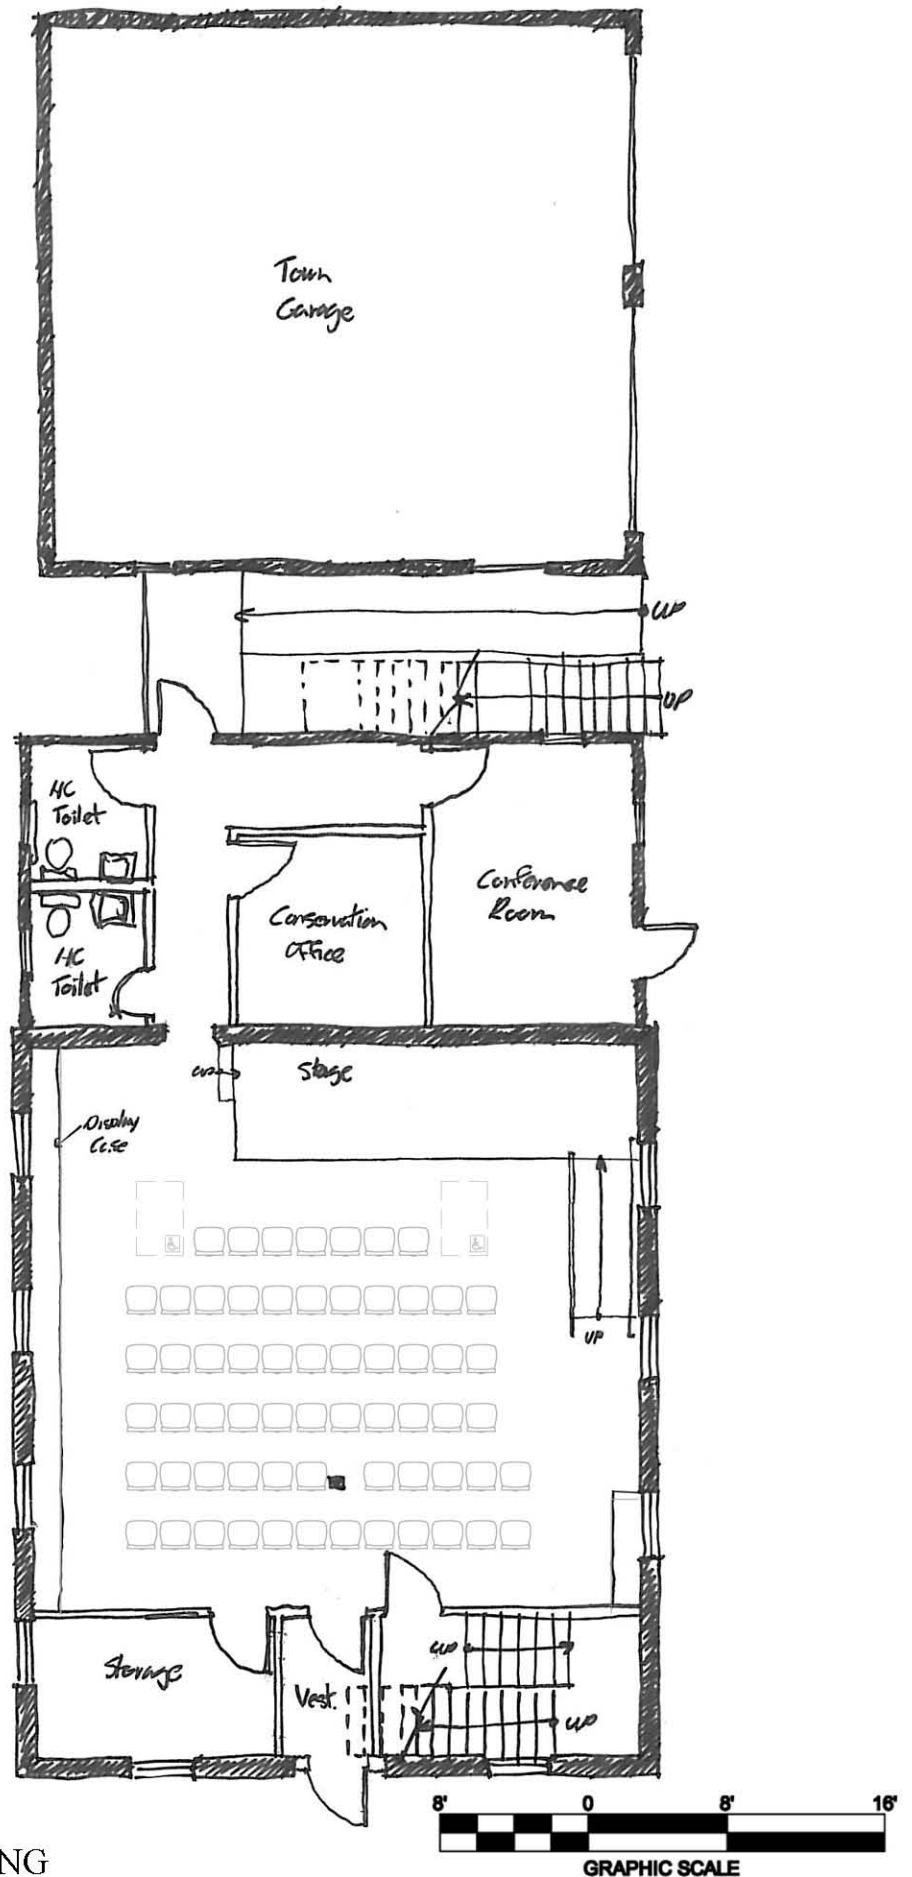 Town
Garage
UP
UP
HC
Toilet
Conference
Room
Conservation
Office
HC
Toilet
UP
Stage
Display
Case
UP
Storage
UP
Vest.
UP
8' 0 8' 16'
NG
GRAPHIC SCALE